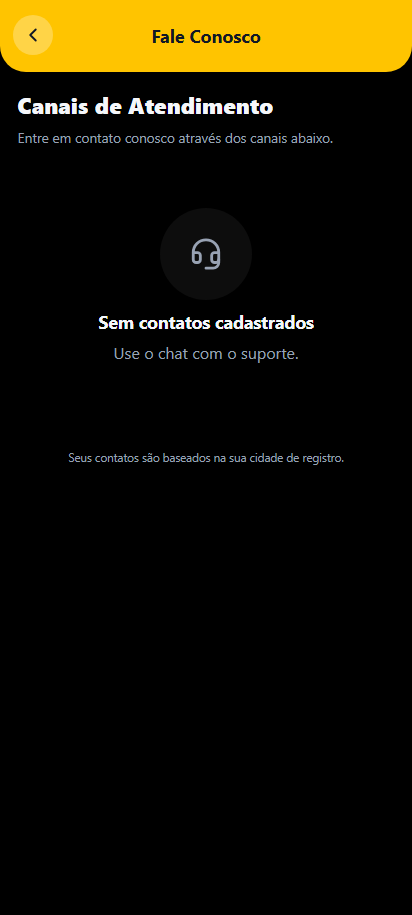 Fale Conosco
Canais de Atendimento
Entre em contato conosco através dos canais abaixo.
Sem contatos cadastrados
Use o chat com o suporte.
Seus contatos são baseados na sua cidade de registro.